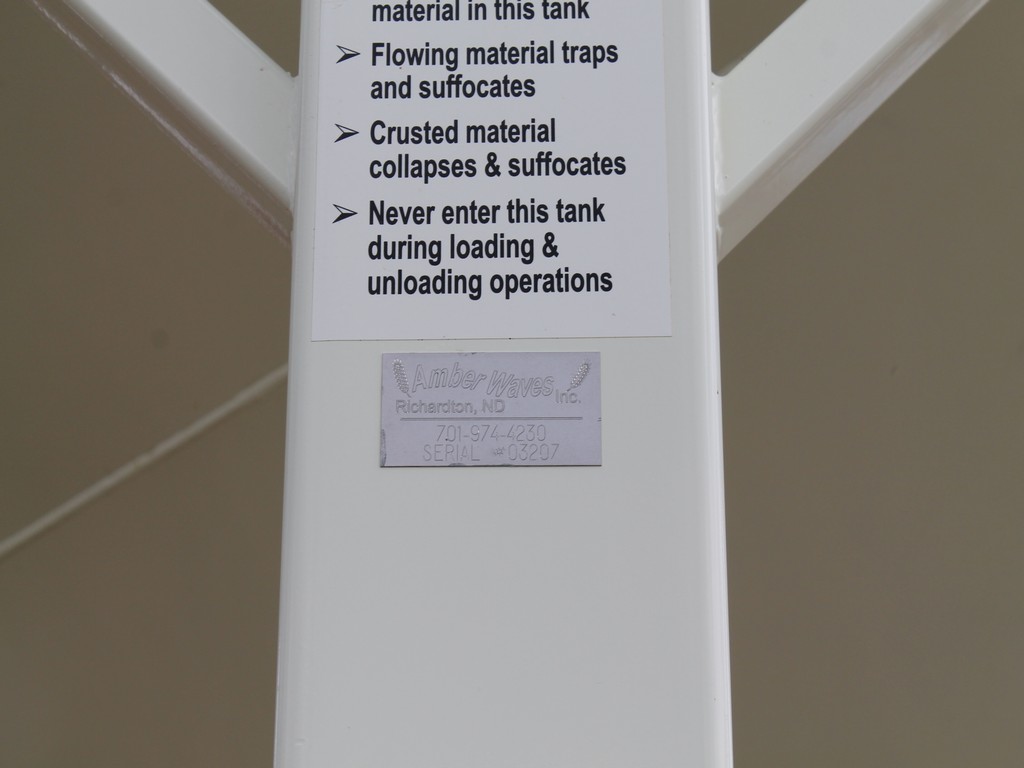 material in this tank
➢ Flowing material traps
and suffocates
➢ Crusted material
collapses & suffocates
➢ Never enter this tank
during loading &
unloading operations
Amber Waves Inc.
Richardton, ND
701-974-4230
SERIAL # 03207